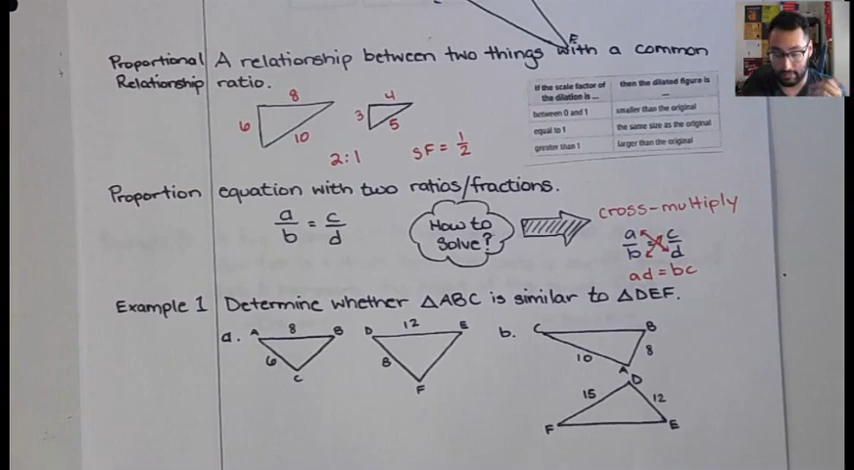 E
Proportional A relationship between two things with a common
Relationship ratio.
If the scale factor of the dilation is ... then the dilated figure is ...
between 0 and 1 smaller than the original
equal to 1 the same size as the original
greater than 1 larger than the original
8
6
10
4
3
5
2:1
SF = 1/2
Proportion equation with two ratios/fractions.
a/b = c/d
How to
Solve?
cross-multiply
a/b = c/d
ad = bc
Example 1 Determine whether △ABC is similar to △DEF.
a. A 8 B
6
C
D 12 E
8
F
b. C B
10 8
A
D
15 12
F E